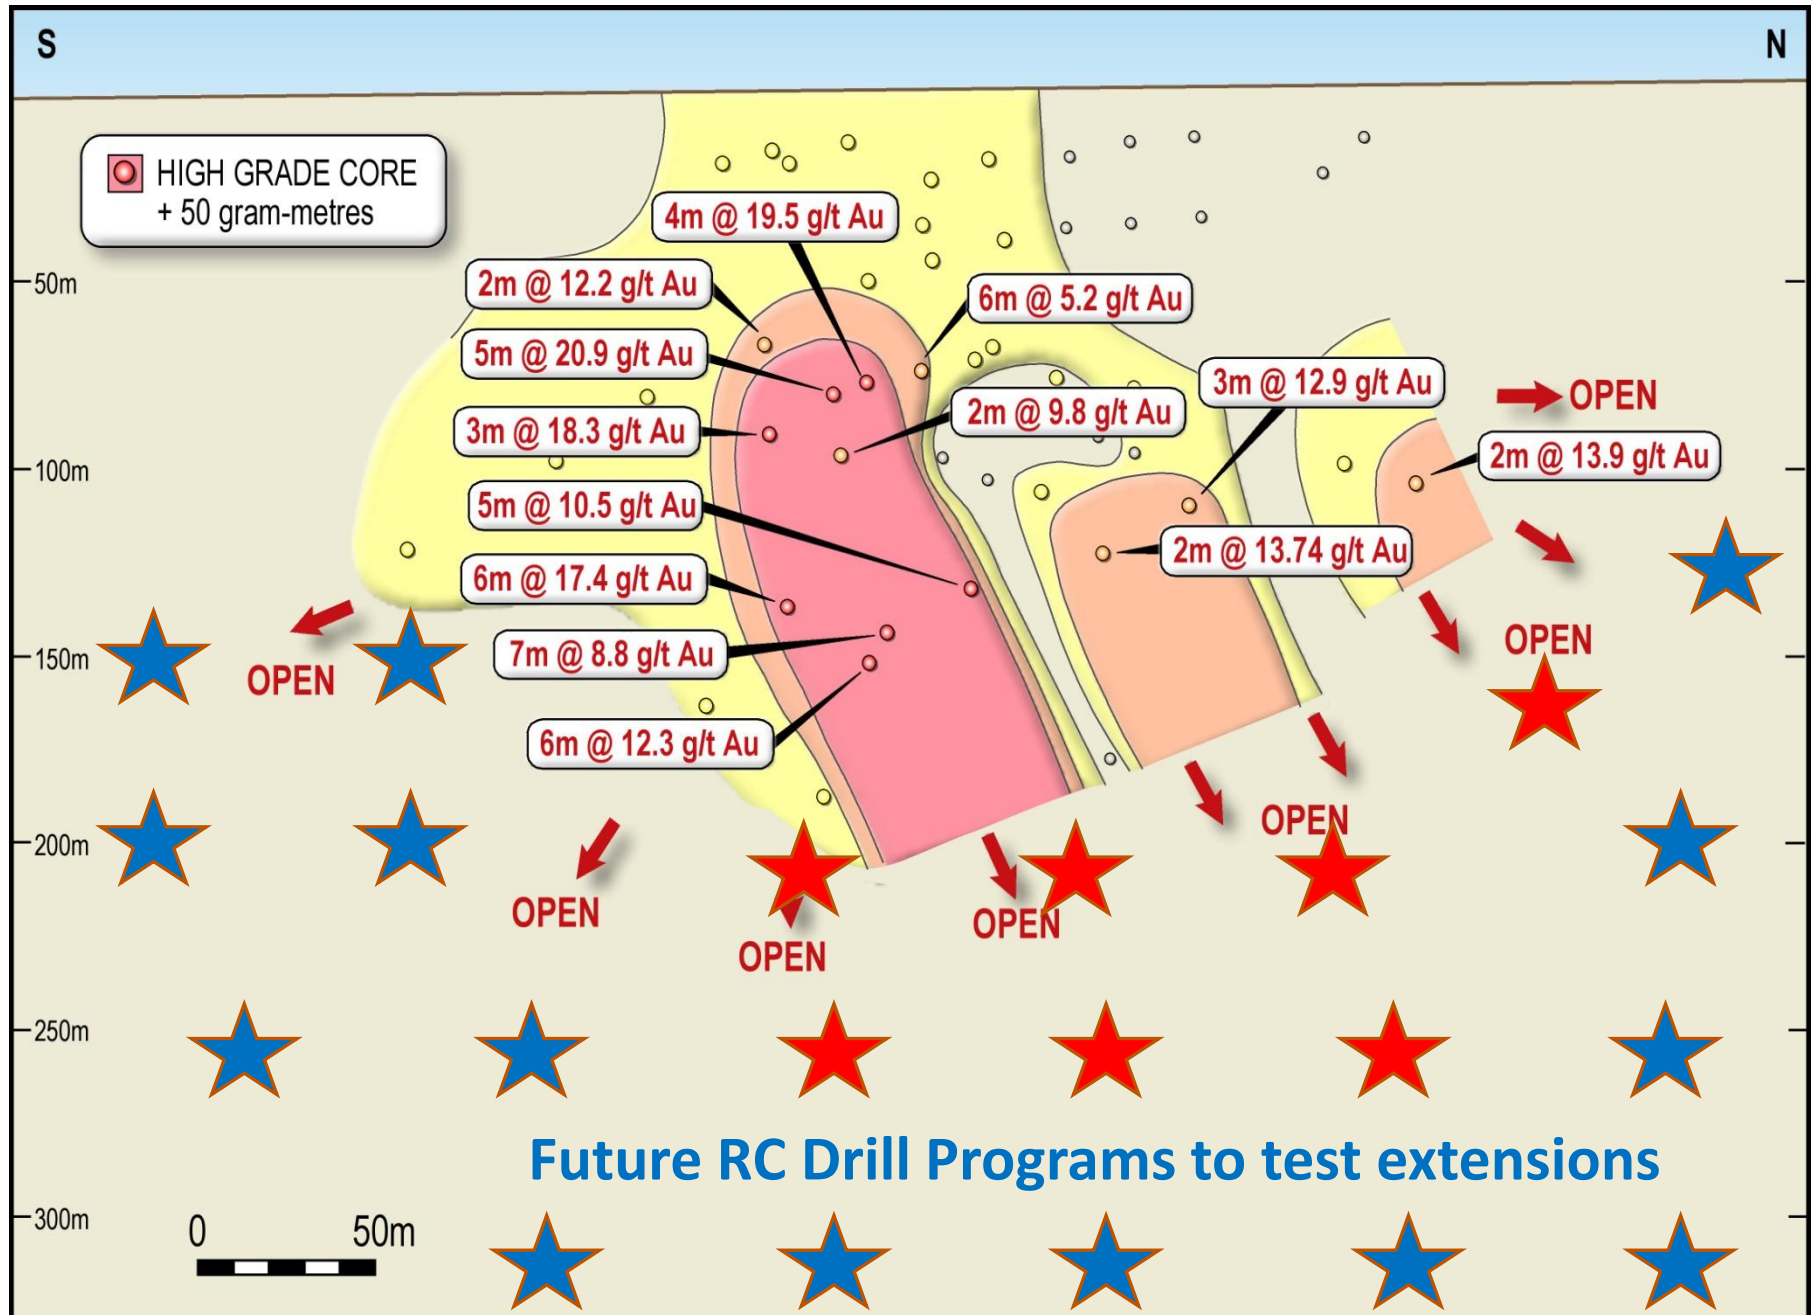 S
N
HIGH GRADE CORE
+ 50 gram-metres
4m @ 19.5 g/t Au
50m
2m @ 12.2 g/t Au
6m @ 5.2 g/t Au
5m @ 20.9 g/t Au
3m @ 12.9 g/t Au
OPEN
2m @ 9.8 g/t Au
3m @ 18.3 g/t Au
2m @ 13.9 g/t Au
100m
5m @ 10.5 g/t Au
2m @ 13.74 g/t Au
6m @ 17.4 g/t Au
OPEN
150m
7m @ 8.8 g/t Au
OPEN
6m @ 12.3 g/t Au
OPEN
200m
OPEN
OPEN
OPEN
250m
Future RC Drill Programs to test extensions
300m
0 50m